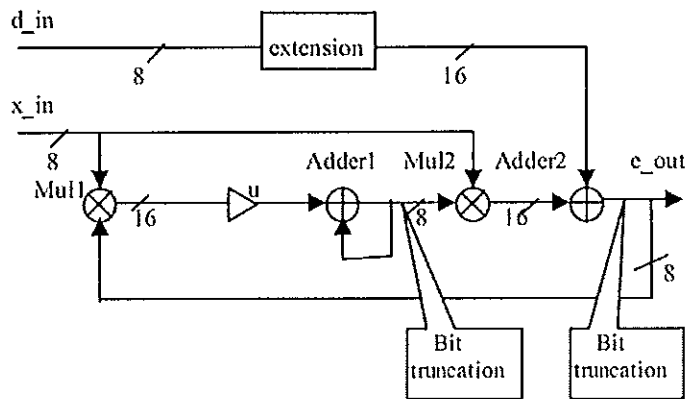 d_in
extension
8
16
x_in
8
Adder1
Mul2
Adder2
e_out
Mul1
16
u
8
16
8
Bit
truncation
Bit
truncation